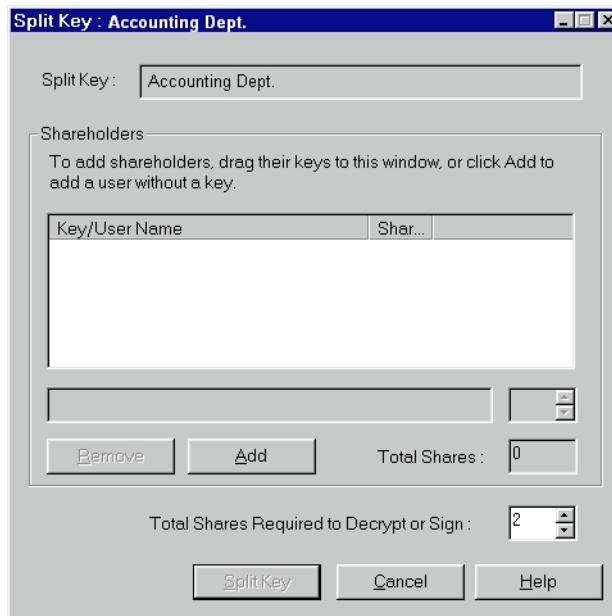 Split Key : Accounting Dept.
Split Key : Accounting Dept.
Shareholders
To add shareholders, drag their keys to this window, or click Add to
add a user without a key.
Key/User Name Shar...
Remove Add Total Shares : 0
Total Shares Required to Decrypt or Sign : 2
Split Key Cancel Help